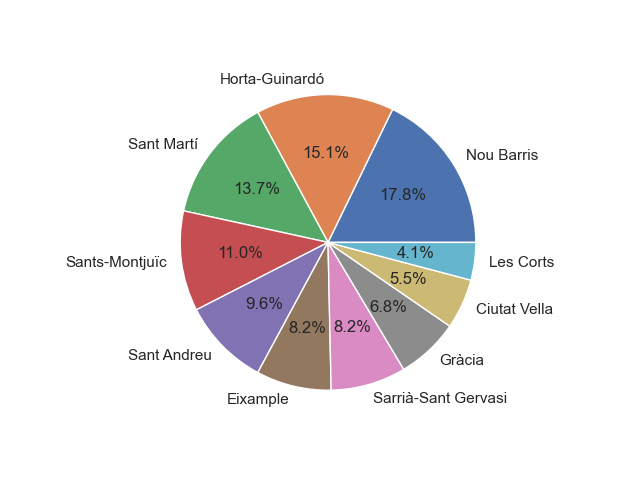 Horta-Guinardó
Sant Martí
Nou Barris
15.1%
13.7%
17.8%
Sants-Montjuïc
11.0%
4.1%
Les Corts
5.5%
9.6%
6.8%
Ciutat Vella
8.2%
8.2%
Sant Andreu
Gràcia
Eixample
Sarrià-Sant Gervasi